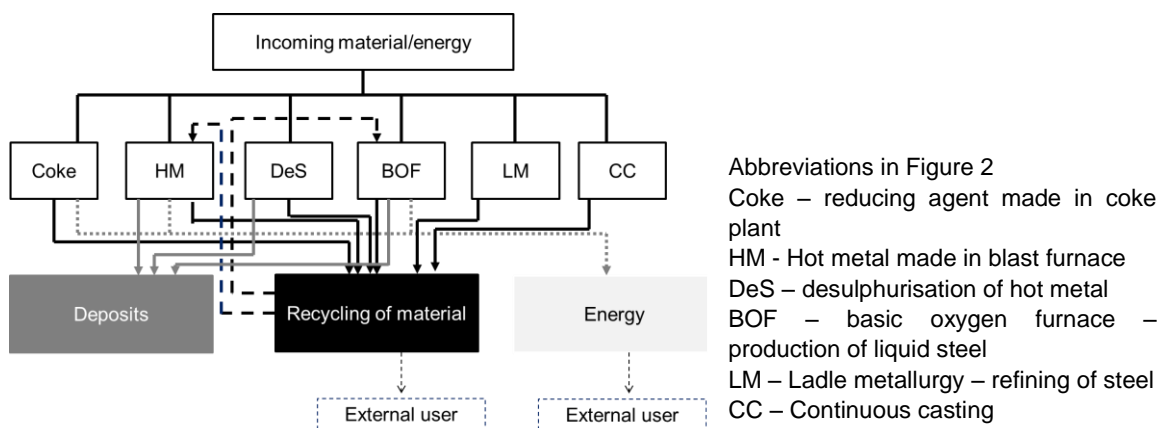 Incoming material/energy
Coke
HM
DeS
BOF
LM
CC
Deposits
Recycling of material
Energy
External user
External user
Abbreviations in Figure 2
Coke – reducing agent made in coke
plant
HM - Hot metal made in blast furnace
DeS – desulphurisation of hot metal
BOF – basic oxygen furnace –
production of liquid steel
LM – Ladle metallurgy – refining of steel
CC – Continuous casting